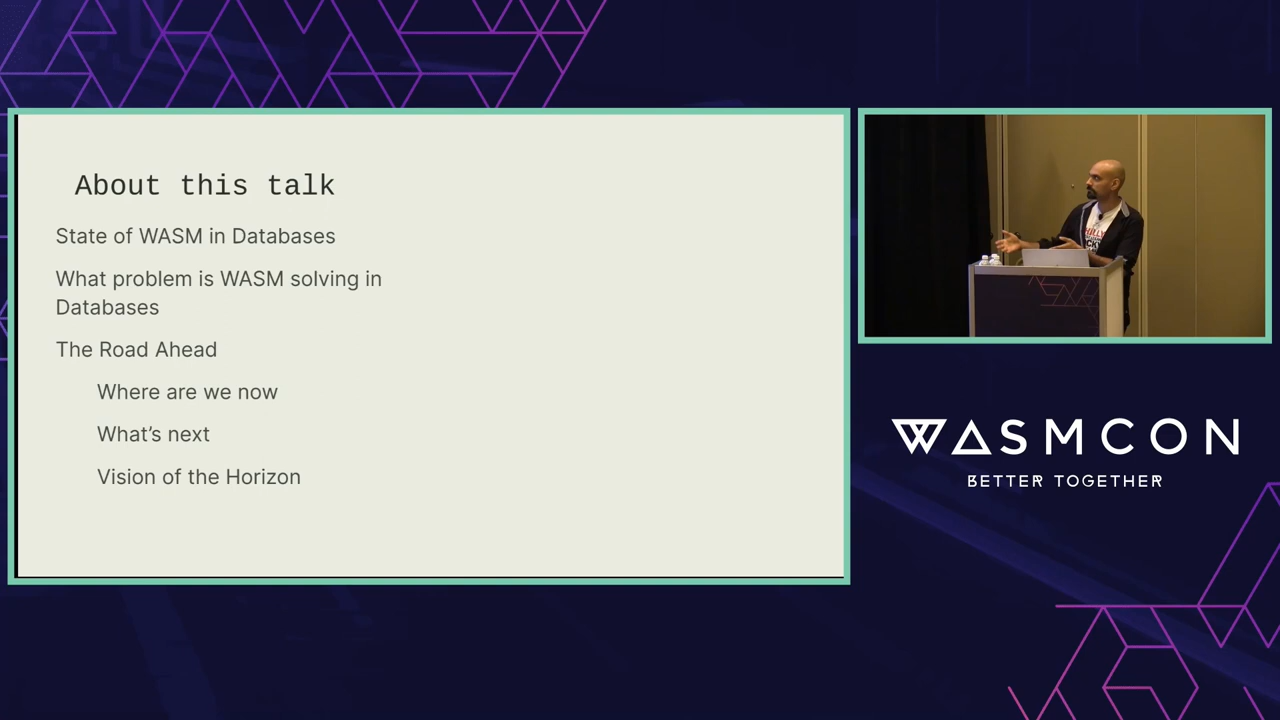 About this talk
State of WASM in Databases
What problem is WASM solving in
Databases
The Road Ahead
Where are we now
What’s next
Vision of the Horizon
WASMCON
BETTER TOGETHER